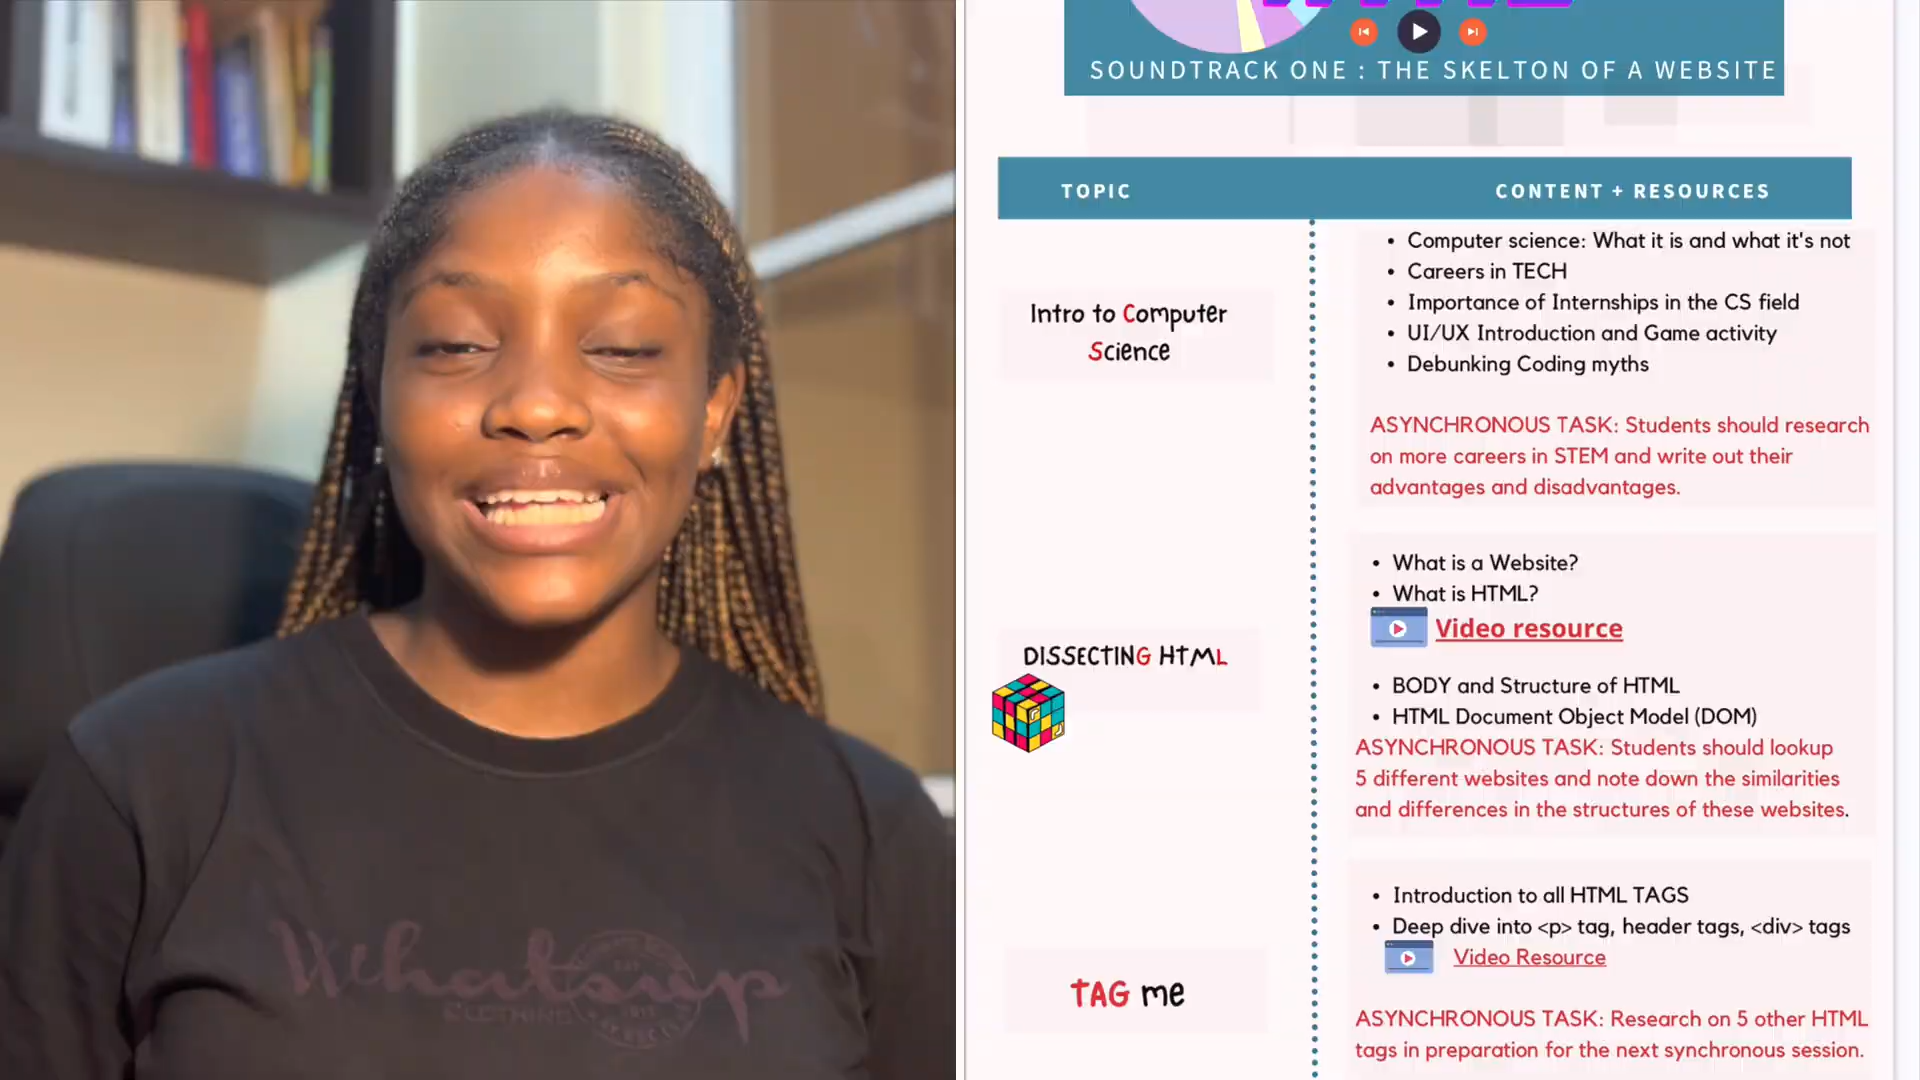 SOUNDTRACK ONE : THE SKELTON OF A WEBSITE
TOPIC
CONTENT + RESOURCES
Intro to Computer
Science
• Computer science: What it is and what it's not
• Careers in TECH
• Importance of Internships in the CS field
• UI/UX Introduction and Game activity
• Debunking Coding myths
ASYNCHRONOUS TASK: Students should research
on more careers in STEM and write out their
advantages and disadvantages.
DISSECTING HTML
• What is a Website?
• What is HTML?
Video resource
• BODY and Structure of HTML
• HTML Document Object Model (DOM)
ASYNCHRONOUS TASK: Students should lookup
5 different websites and note down the similarities
and differences in the structures of these websites.
TAG me
• Introduction to all HTML TAGS
• Deep dive into <p> tag, header tags, <div> tags
Video Resource
ASYNCHRONOUS TASK: Research on 5 other HTML
tags in preparation for the next synchronous session.
Whatsup
CLOTHING